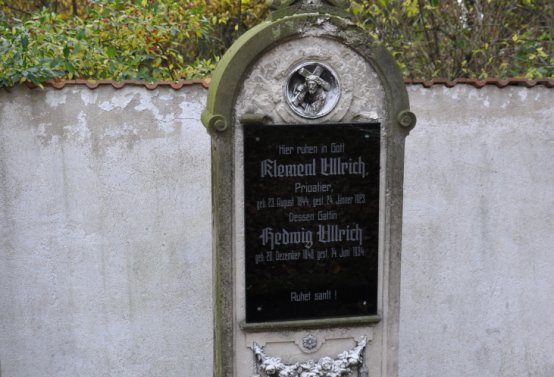 Hier ruhen in Gott
Klement Ullrich,
Privatier,
geb. 23. August 1844, gest. 24. Jänner 1923.
Dessen Gattin
Hedwig Ullrich
geb. 28. Dezember 1848, gest. 14. Juni 1934.
Ruhet sanft !